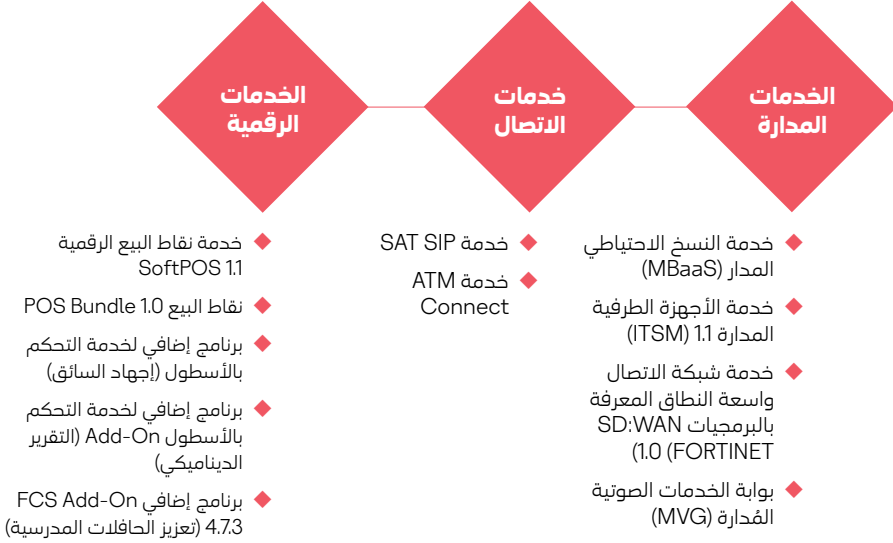 الخدمات
المدارة
خدمة النسخ الاحتياطي
المدار (MBaaS)
خدمة الأجهزة الطرفية
المدارة 1.1 (ITSM)
خدمة شبكة الاتصال
واسعة النطاق المعرفة
بالبرمجيات SD:WAN
1.0 (FORTINET)
بوابة الخدمات الصوتية
المُدارة (MVG)
خدمات
الاتصال
خدمة SAT SIP
خدمة ATM
Connect
الخدمات
الرقمية
خدمة نقاط البيع الرقمية
SoftPOS 1.1
نقاط البيع POS Bundle 1.0
برنامج إضافي لخدمة التحكم
بالأسطول (إجهاد السائق)
برنامج إضافي لخدمة التحكم
بالأسطول Add-On (التقرير
الديناميكي)
برنامج إضافي FCS Add-On
4.7.3 (تعزيز الحافلات المدرسية)